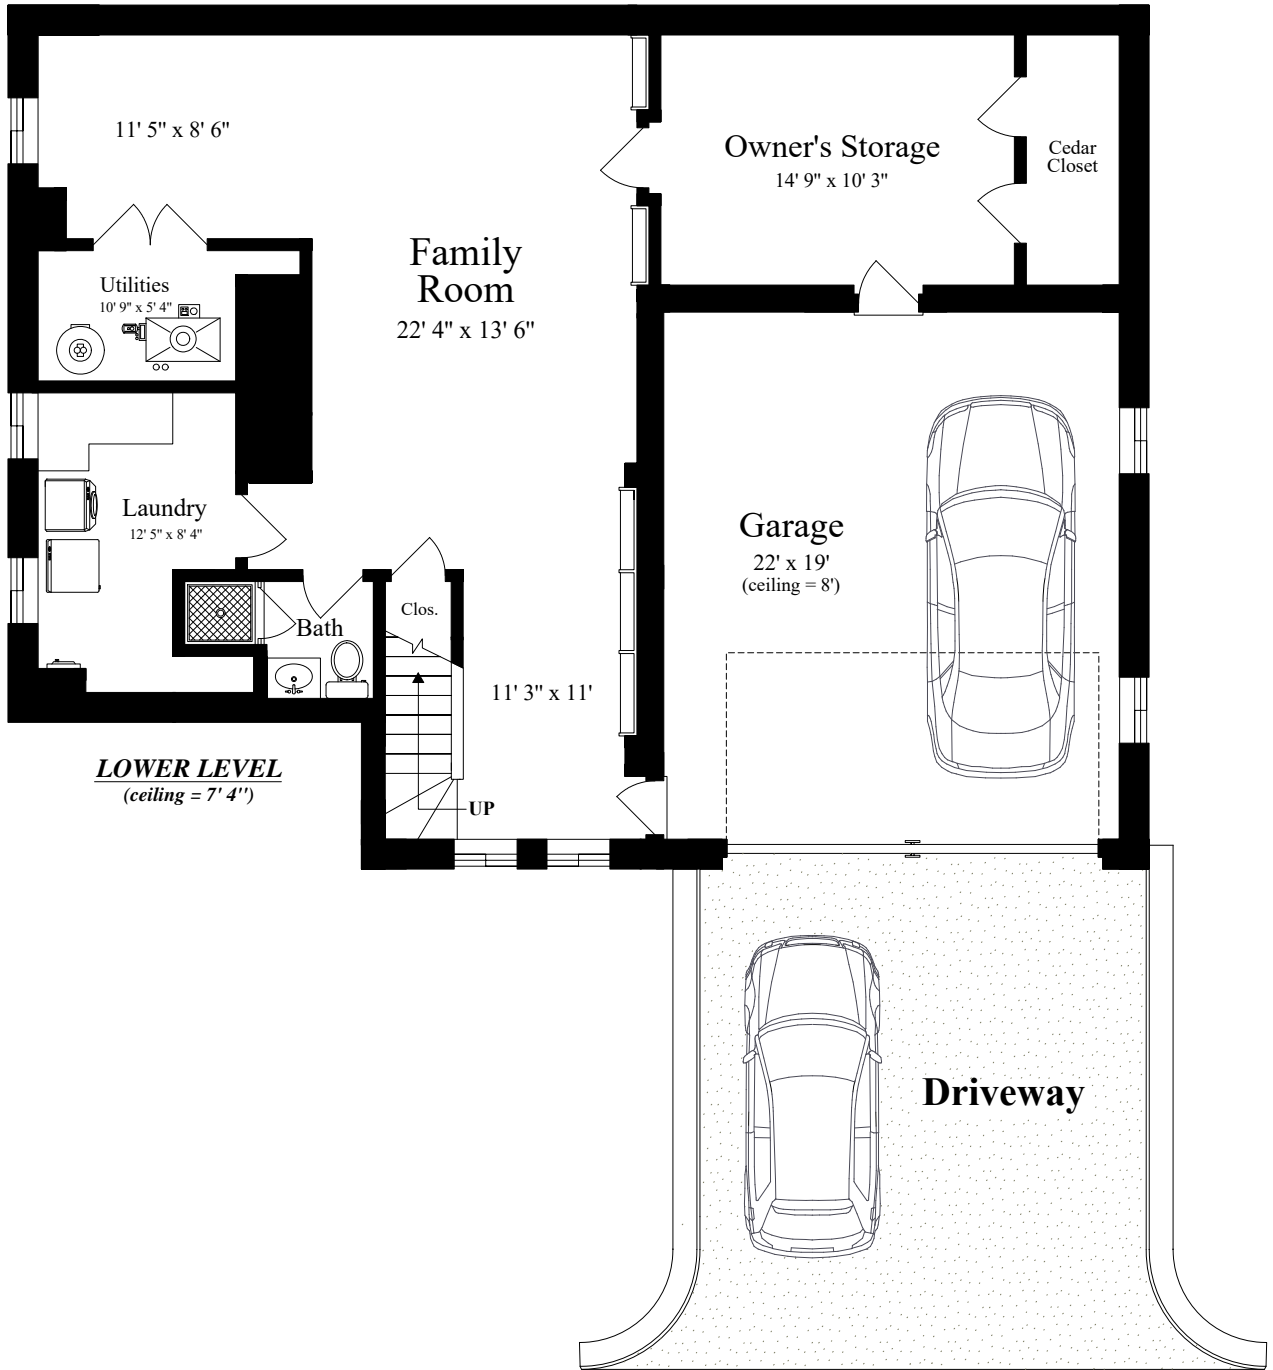 11' 5" x 8' 6"
Owner's Storage
14' 9" x 10' 3"
Cedar
Closet
Family
Room
22' 4" x 13' 6"
Utilities
10' 9" x 5' 4"
Laundry
12' 5" x 8' 4"
Garage
22' x 19'
(ceiling = 8')
Clos.
Bath
11' 3" x 11'
LOWER LEVEL
(ceiling = 7' 4")
UP
Driveway